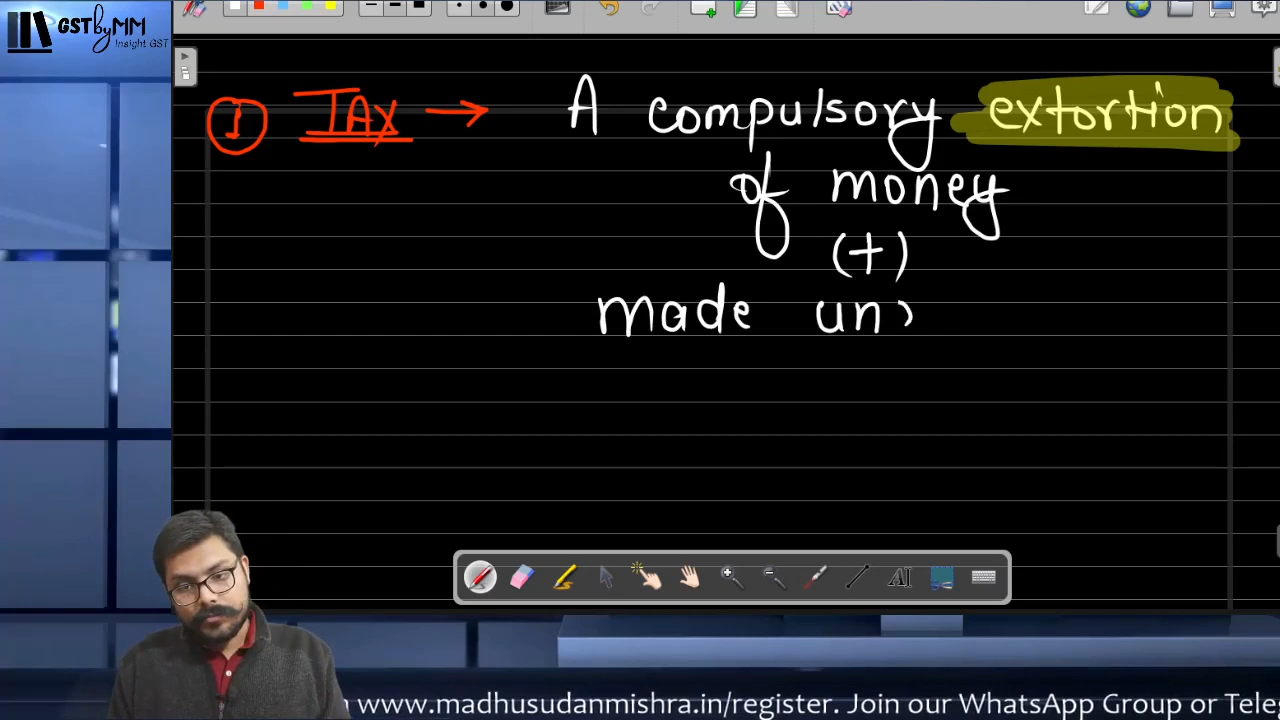 GSTbyMM
Insight GST
1 TAX → A compulsory extortion
of money
(+)
made un
AI
www.madhusudanmishra.in/register. Join our WhatsApp Group or Tele